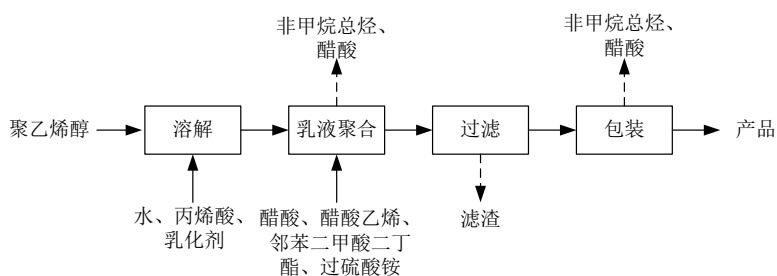 非甲烷总烃、
醋酸
非甲烷总烃、
醋酸
聚乙烯醇
溶解
乳液聚合
过滤
包装
产品
水、丙烯酸、
乳化剂
醋酸、醋酸乙烯、
邻苯二甲酸二丁
酯、过硫酸铵
滤渣